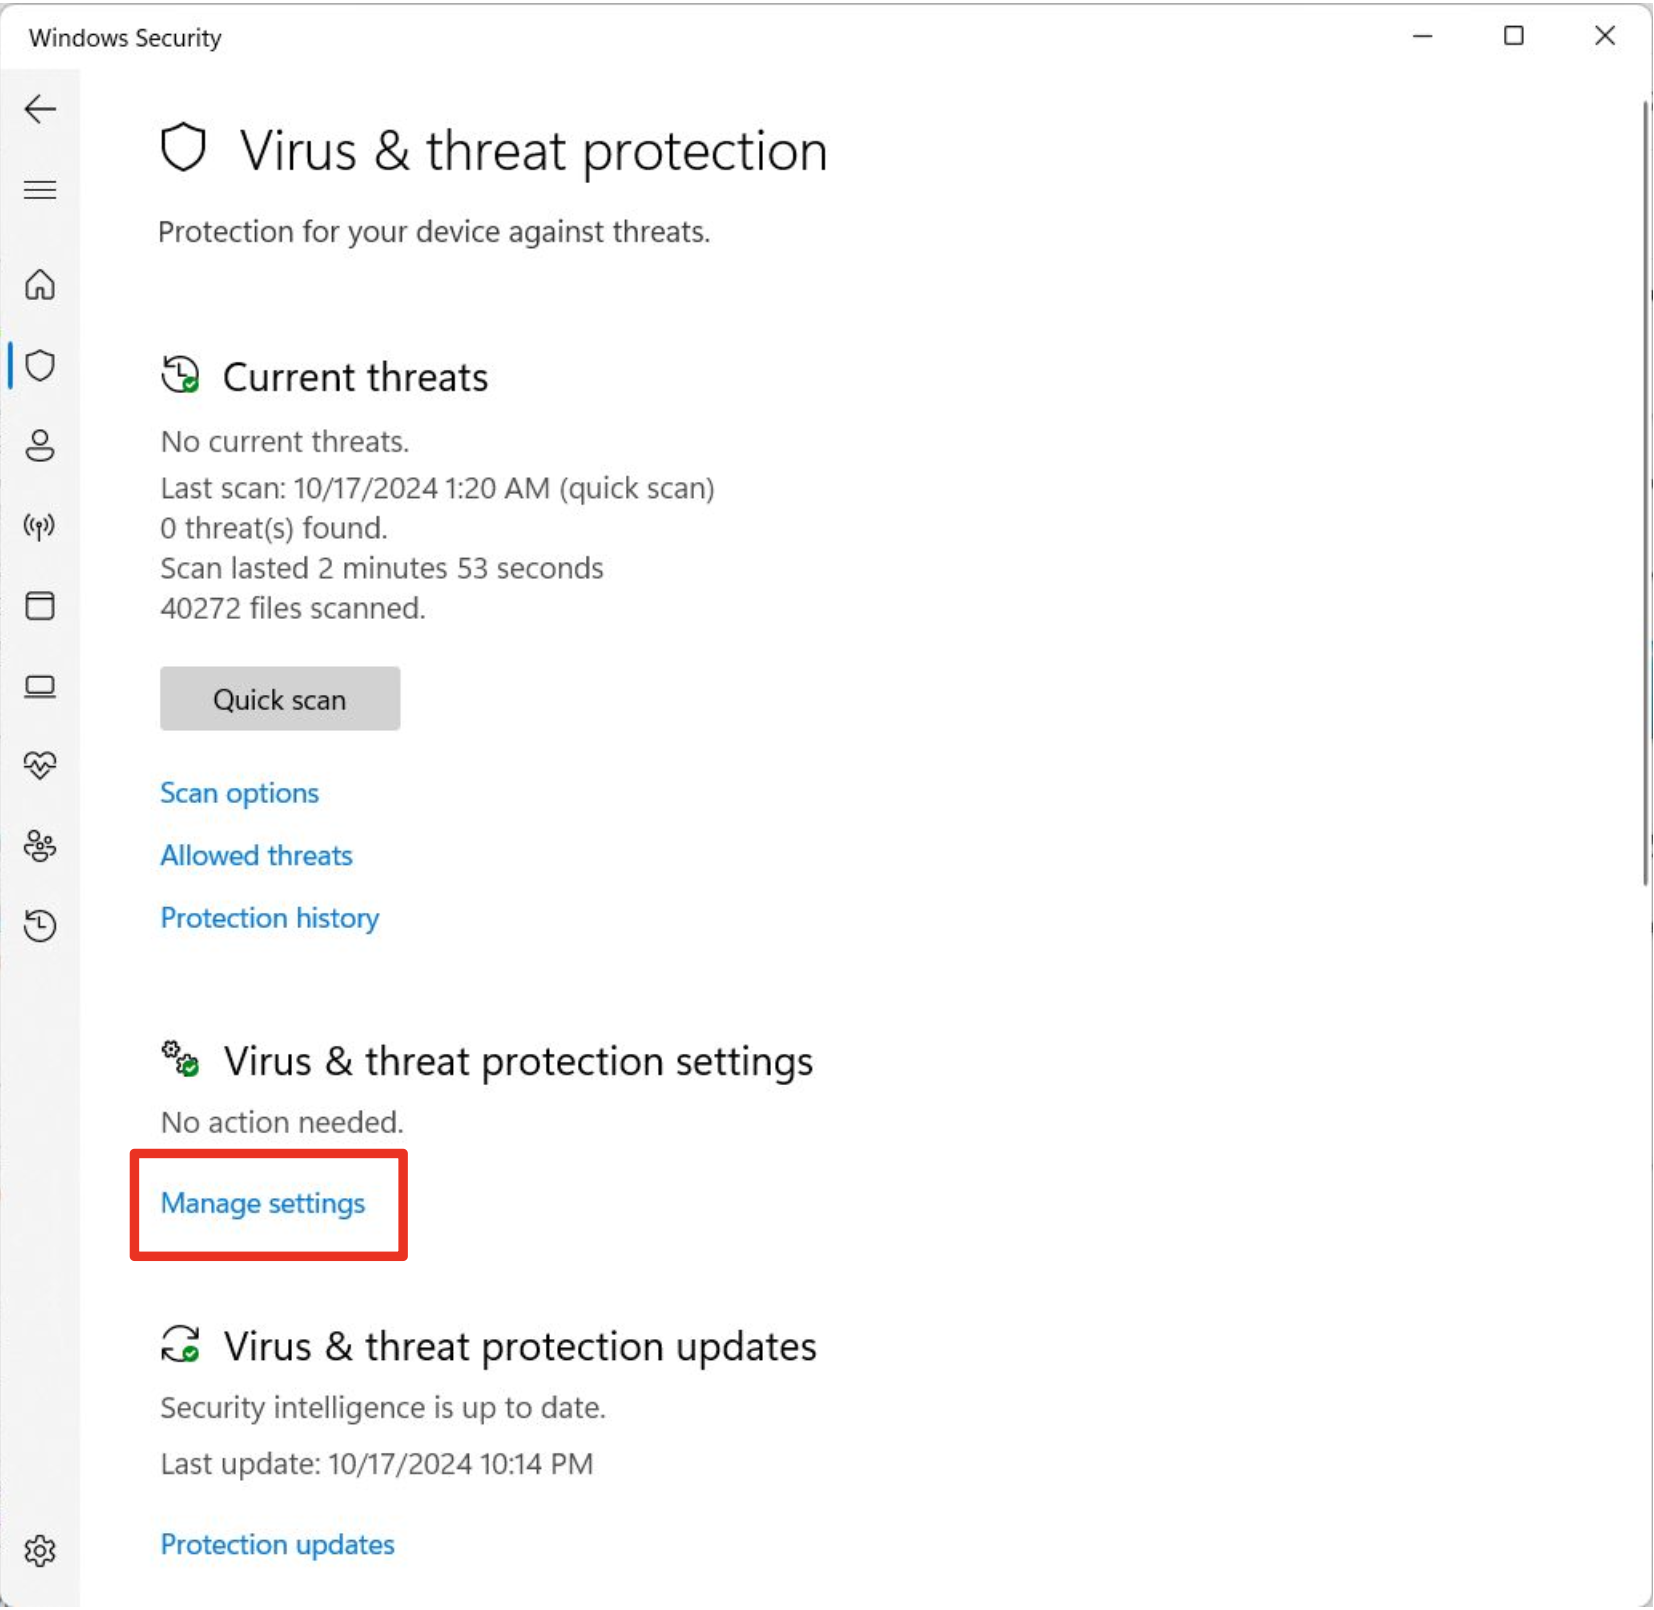 Windows Security
Virus & threat protection
Protection for your device against threats.
Current threats
No current threats.
Last scan: 10/17/2024 1:20 AM (quick scan)
0 threat(s) found.
Scan lasted 2 minutes 53 seconds
40272 files scanned.
Quick scan
Scan options
Allowed threats
Protection history
Virus & threat protection settings
No action needed.
Manage settings
Virus & threat protection updates
Security intelligence is up to date.
Last update: 10/17/2024 10:14 PM
Protection updates